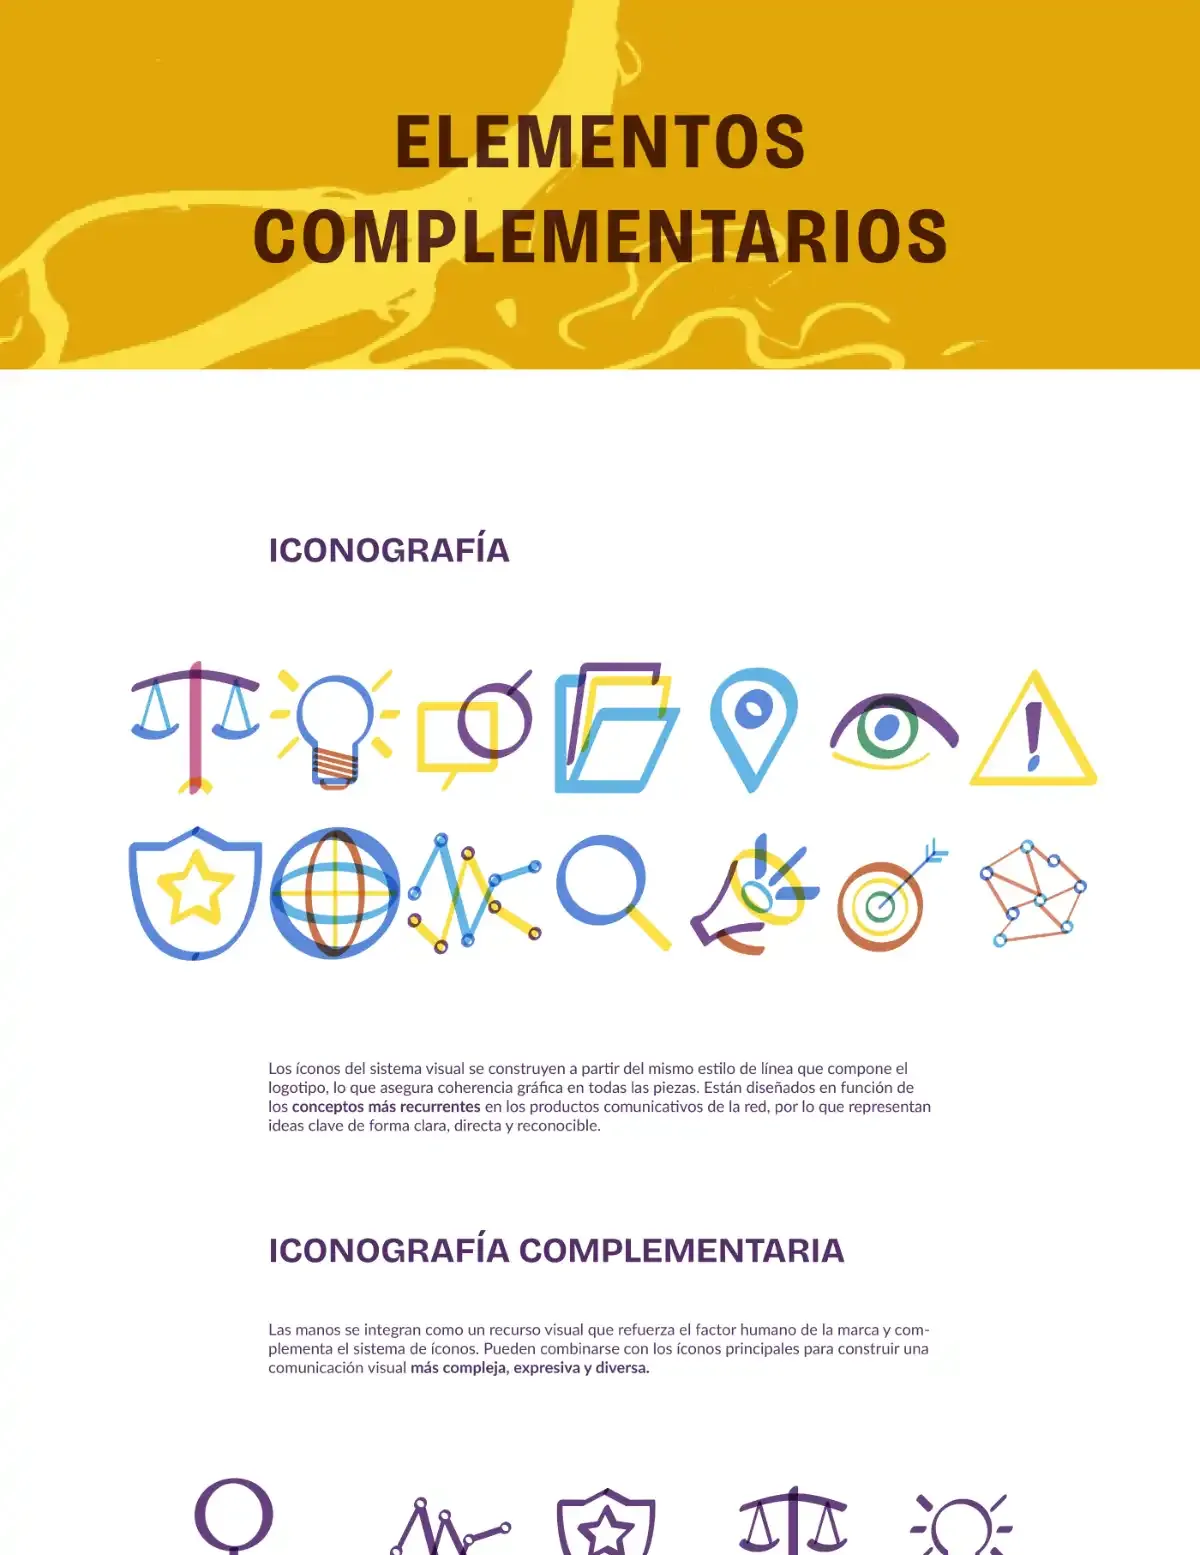 ELEMENTOS
COMPLEMENTARIOS
ICONOGRAFÍA
Los íconos del sistema visual se construyen a partir del mismo estilo de línea que compone el
logotipo, lo que asegura coherencia gráfica en todas las piezas. Están diseñados en función de
los conceptos más recurrentes en los productos comunicativos de la red, por lo que representan
ideas clave de forma clara, directa y reconocible.
ICONOGRAFÍA COMPLEMENTARIA
Las manos se integran como un recurso visual que refuerza el factor humano de la marca y com-
plementa el sistema de íconos. Pueden combinarse con los íconos principales para construir una
comunicación visual más compleja, expresiva y diversa.